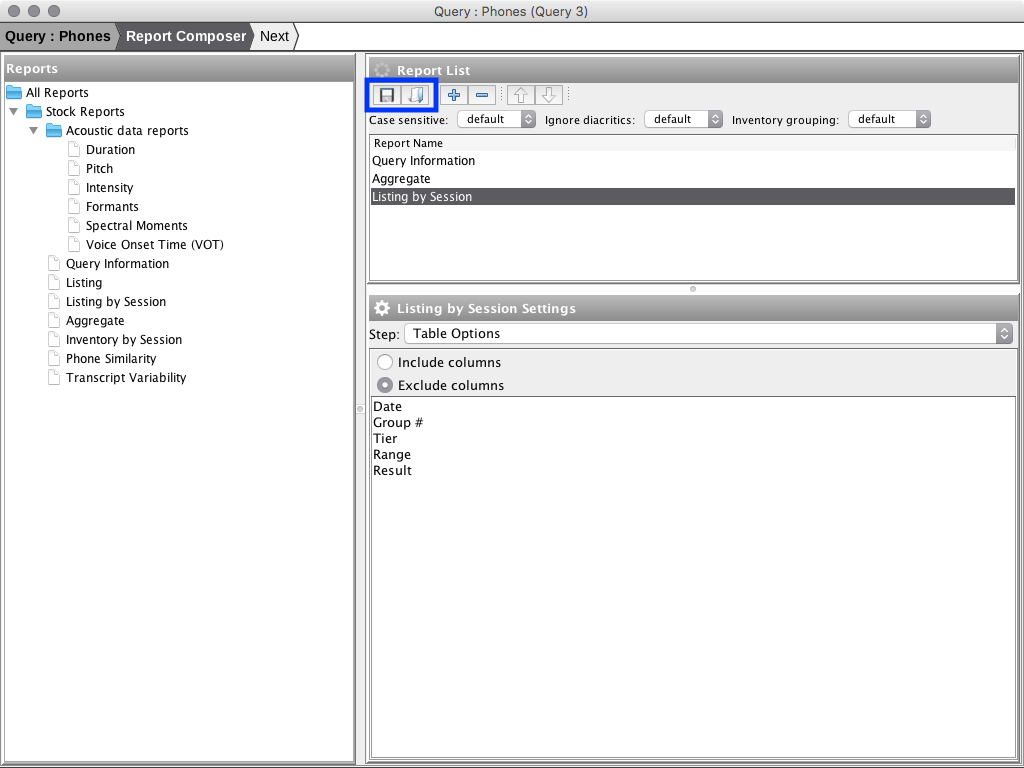 Query : Phones (Query 3)
Query : Phones Report Composer Next
Reports
All Reports
Stock Reports
Acoustic data reports
Duration
Pitch
Intensity
Formants
Spectral Moments
Voice Onset Time (VOT)
Query Information
Listing
Listing by Session
Aggregate
Inventory by Session
Phone Similarity
Transcript Variability
Report List
Case sensitive: default Ignore diacritics: default Inventory grouping: default
Report Name
Query Information
Aggregate
Listing by Session
Listing by Session Settings
Step: Table Options
Include columns
Exclude columns
Date
Group #
Tier
Range
Result